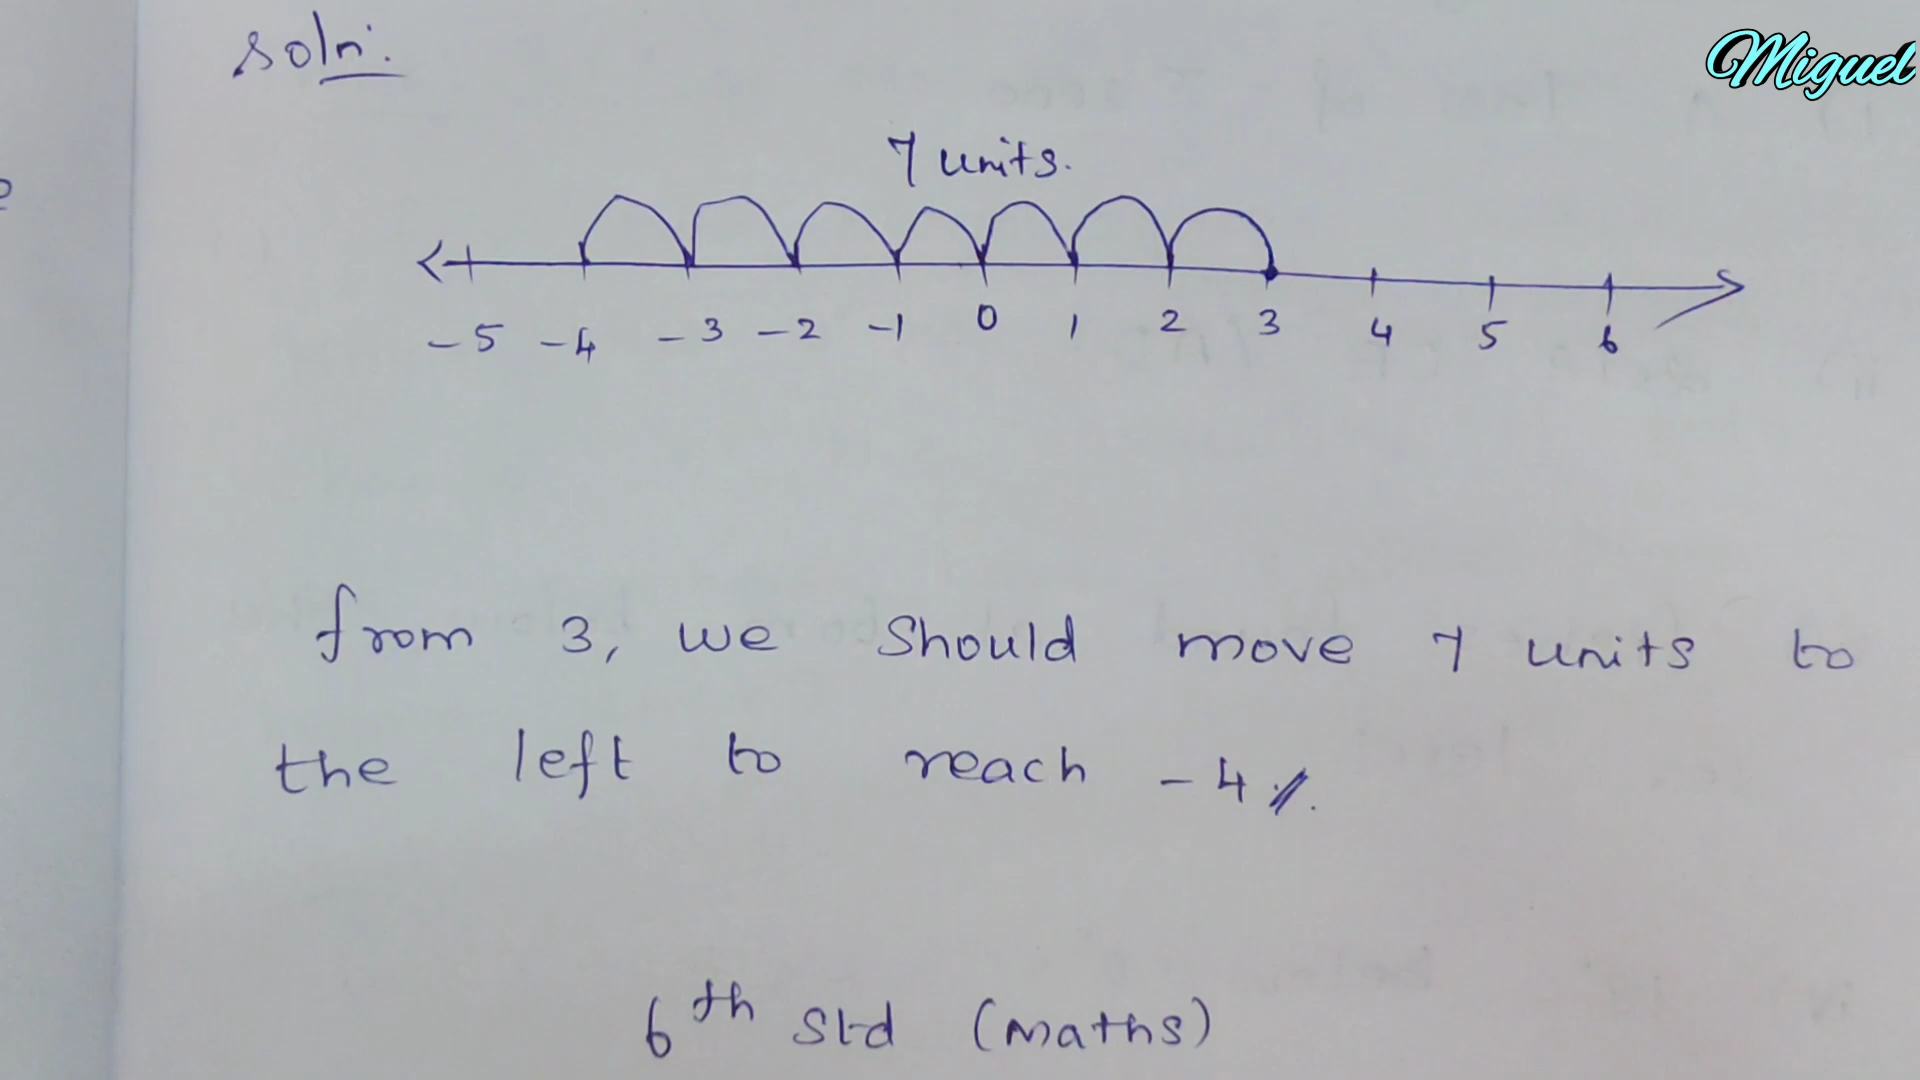 soln:
Miguel
7 units.
-5 -4 -3 -2 -1 0 1 2 3 4 5 6
from 3, we should move 7 units to
the left to reach -4
6th std (maths)